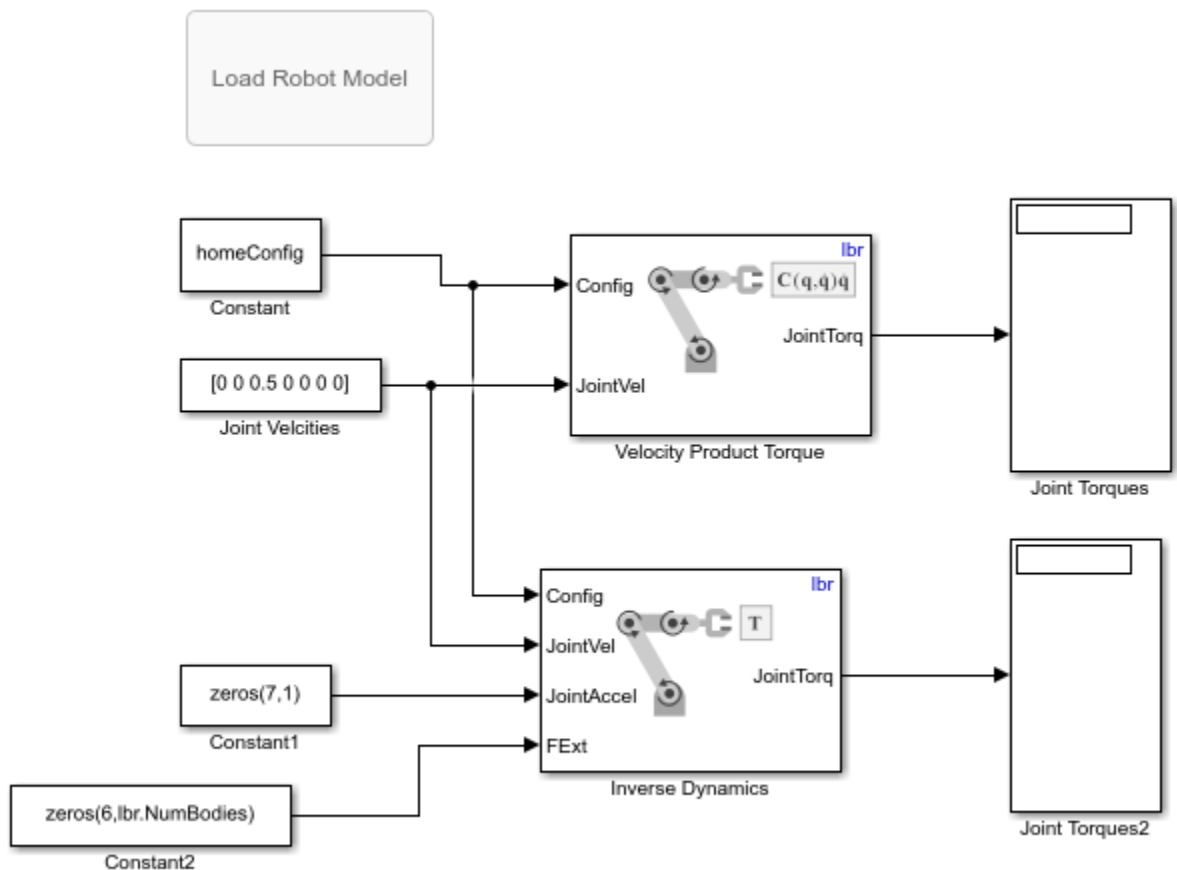 Load Robot Model
homeConfig
Constant
[0 0 0.5 0 0 0 0]
Joint Velcities
lbr
Config
C(q,q̇)q̇
JointTorq
JointVel
Velocity Product Torque
Joint Torques
lbr
Config
T
JointVel
JointTorq
JointAccel
FExt
Inverse Dynamics
zeros(7,1)
Constant1
zeros(6,lbr.NumBodies)
Constant2
Joint Torques2